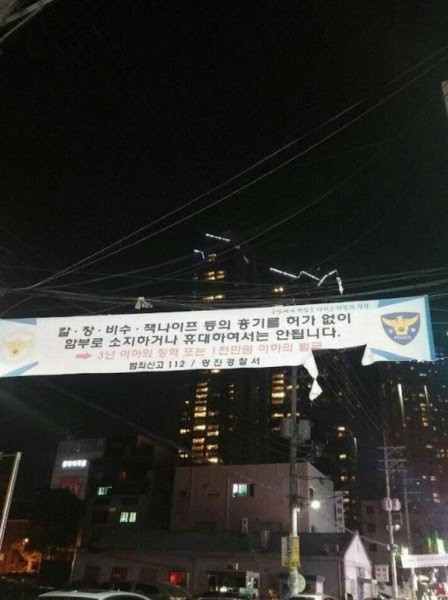 칼·창·비수·잭나이프 등의 흉기를 허가 없이
함부로 소지하거나 휴대하여서는 안됩니다.
➡ 3년 이하의 징역 또는 1천만원 이하의 벌금
범죄신고 112 / 광진경찰서
POLICE